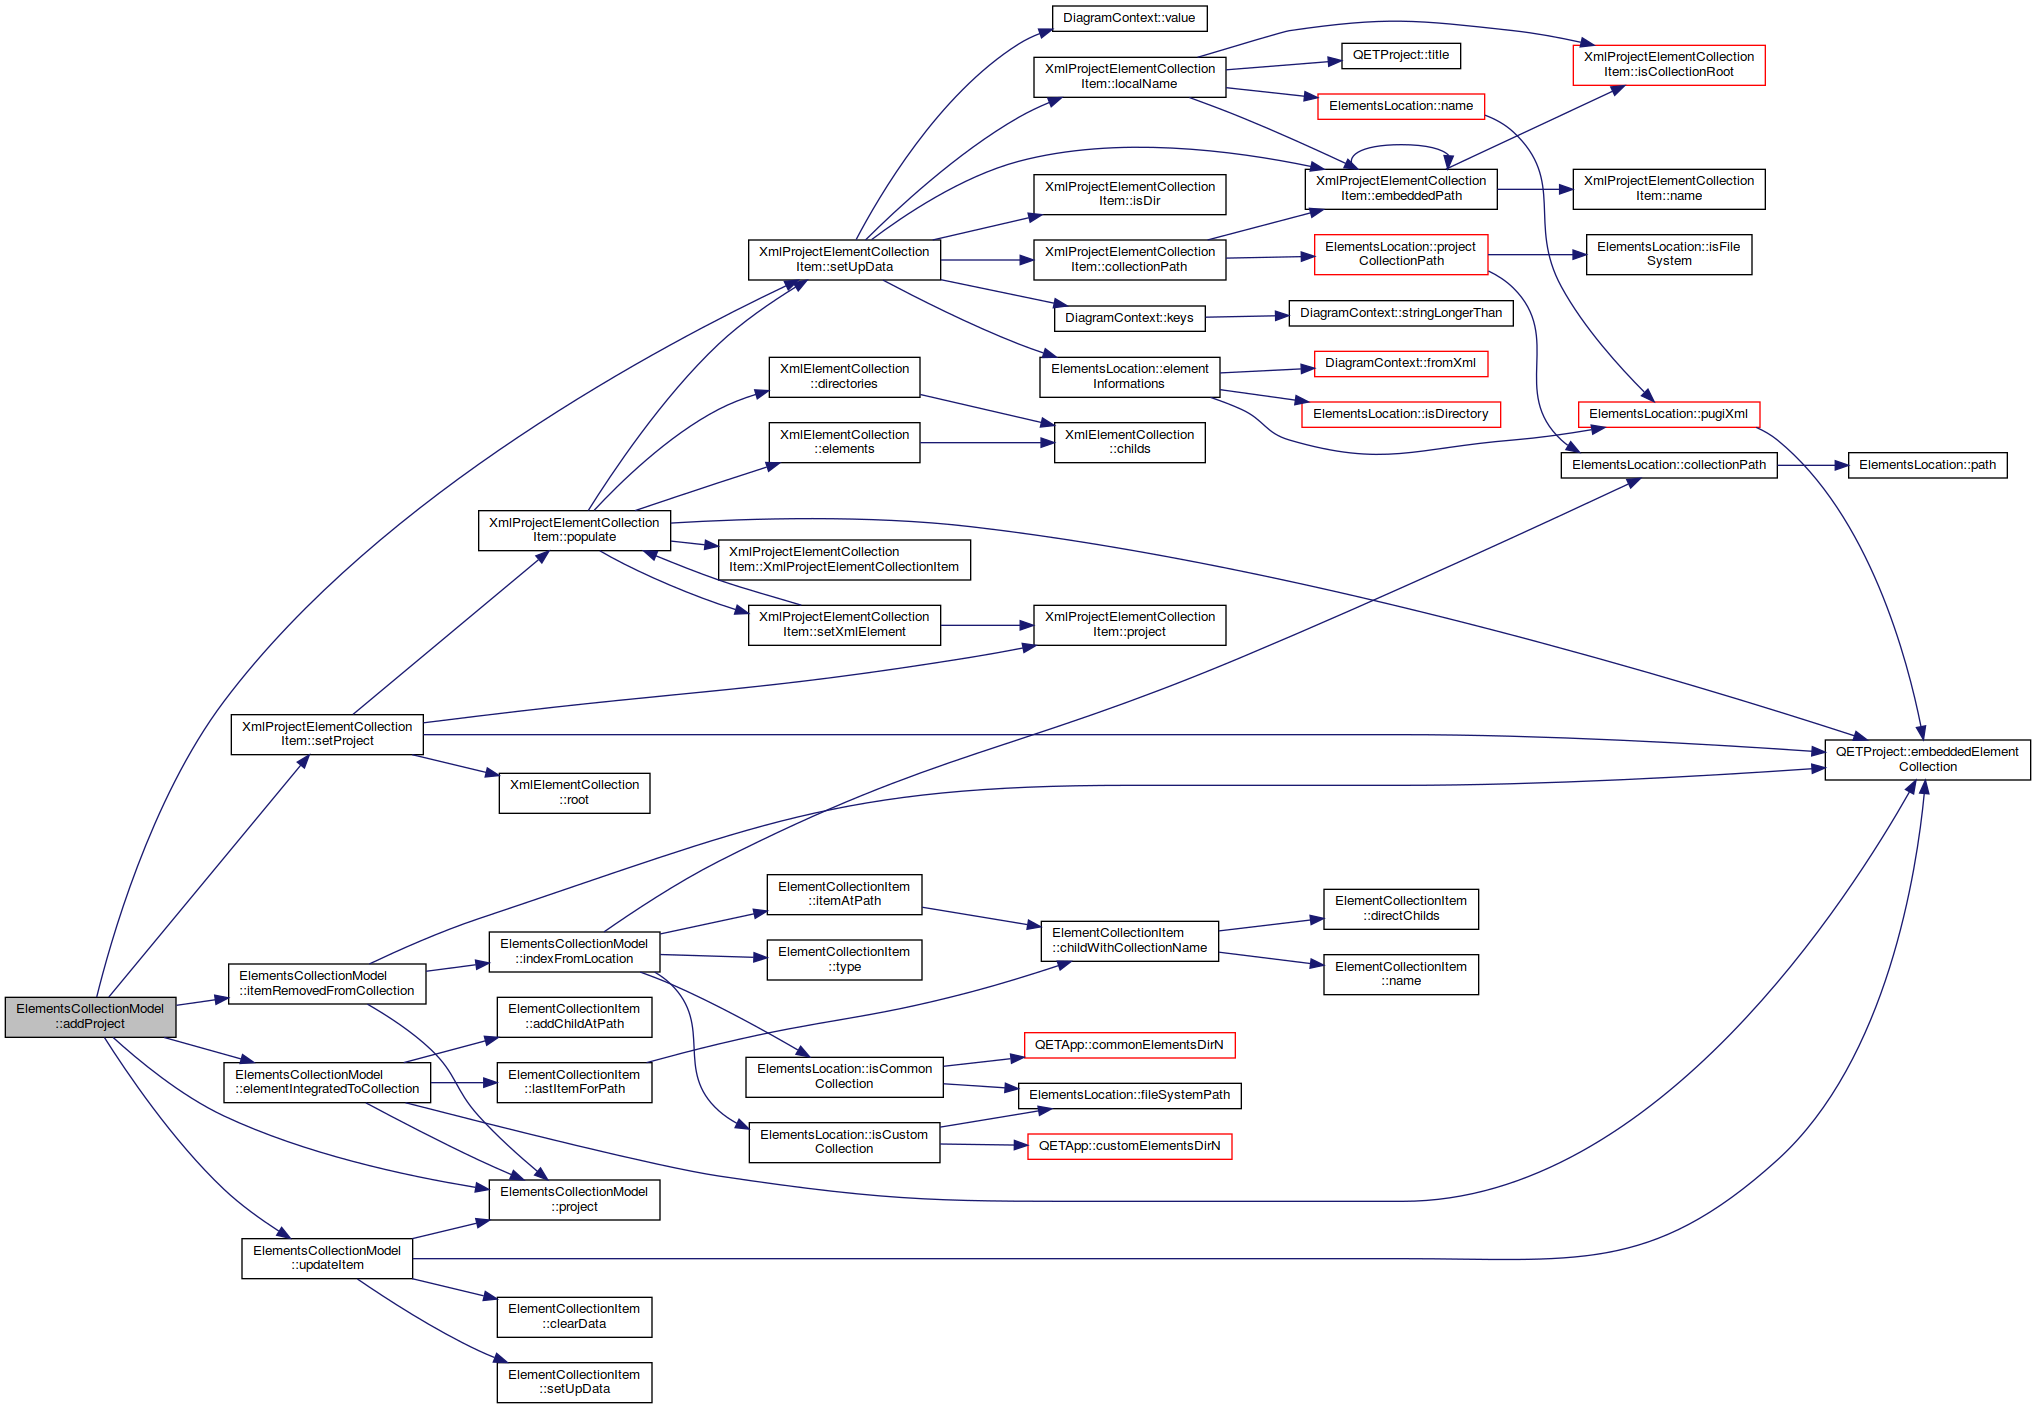 DiagramContext::value
XmlProjectElementCollection
Item::localName
QETProject::title
XmlProjectElementCollection
Item::isCollectionRoot
ElementsLocation::name
XmlProjectElementCollection
Item::isDir
XmlProjectElementCollection
Item::embeddedPath
XmlProjectElementCollection
Item::name
XmlProjectElementCollection
Item::setUpData
XmlProjectElementCollection
Item::collectionPath
ElementsLocation::project
CollectionPath
ElementsLocation::isFile
System
DiagramContext::keys
DiagramContext::stringLongerThan
XmlElementCollection
::directories
ElementsLocation::element
Informations
DiagramContext::fromXml
ElementsLocation::isDirectory
ElementsLocation::pugiXml
XmlElementCollection
::elements
XmlElementCollection
::childs
ElementsLocation::collectionPath
ElementsLocation::path
XmlProjectElementCollection
Item::populate
XmlProjectElementCollection
Item::XmlProjectElementCollectionItem
XmlProjectElementCollection
Item::setXmlElement
XmlProjectElementCollection
Item::project
XmlProjectElementCollection
Item::setProject
XmlElementCollection
::root
QETProject::embeddedElement
Collection
ElementCollectionItem
::itemAtPath
ElementCollectionItem
::directChilds
ElementsCollectionModel
::indexFromLocation
ElementCollectionItem
::type
ElementCollectionItem
::childWithCollectionName
ElementCollectionItem
::name
ElementsCollectionModel
::itemRemovedFromCollection
ElementsCollectionModel
::addProject
ElementCollectionItem
::addChildAtPath
QETApp::commonElementsDirN
ElementsLocation::isCommon
Collection
ElementsLocation::fileSystemPath
ElementsCollectionModel
::elementIntegratedToCollection
ElementCollectionItem
::lastItemForPath
ElementsLocation::isCustom
Collection
QETApp::customElementsDirN
ElementsCollectionModel
::project
ElementsCollectionModel
::updateItem
ElementCollectionItem
::clearData
ElementCollectionItem
::setUpData